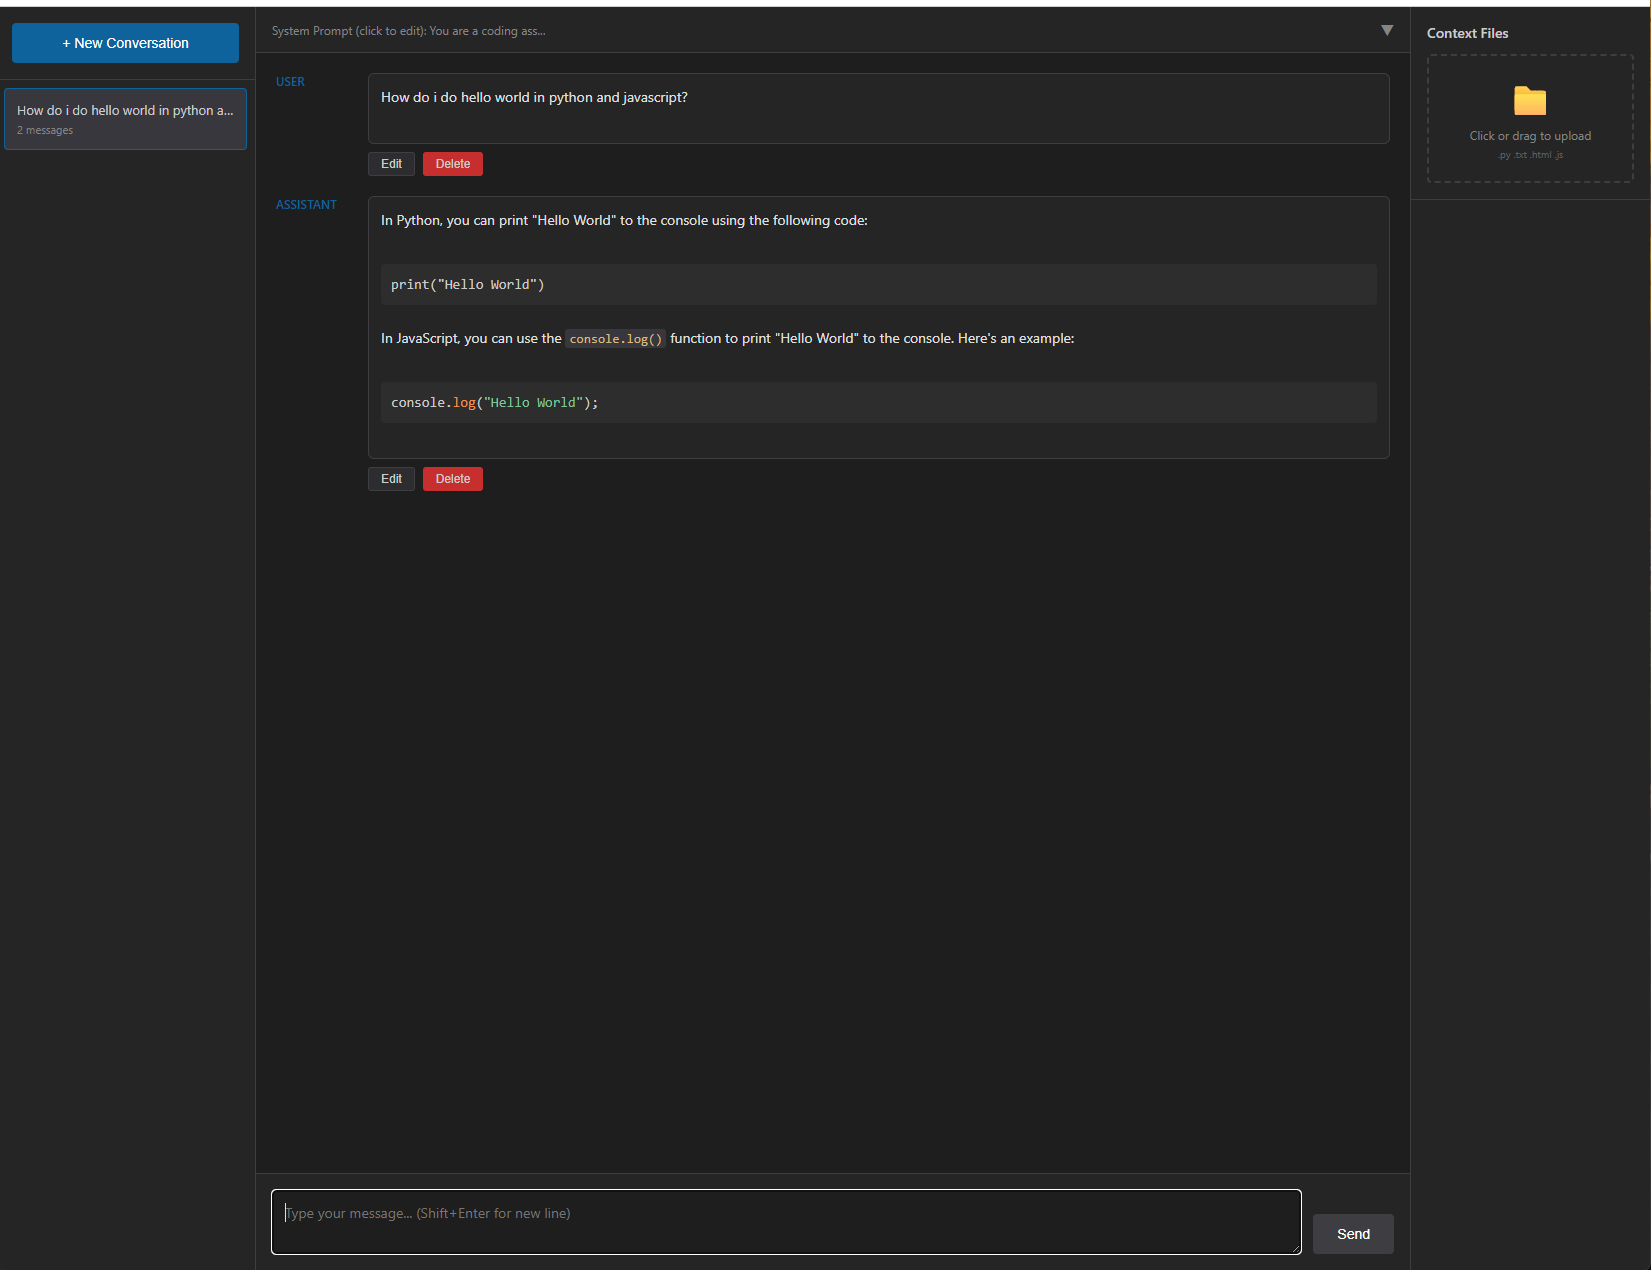 + New Conversation
How do i do hello world in python a...
2 messages
System Prompt (click to edit): You are a coding ass...
▼
USER
How do i do hello world in python and javascript?
Edit
Delete
ASSISTANT
In Python, you can print "Hello World" to the console using the following code:
print("Hello World")
In JavaScript, you can use the console.log() function to print "Hello World" to the console. Here's an example:
console.log("Hello World");
Edit
Delete
Type your message... (Shift+Enter for new line)
Send
Context Files
Click or drag to upload
.py .txt .html .js